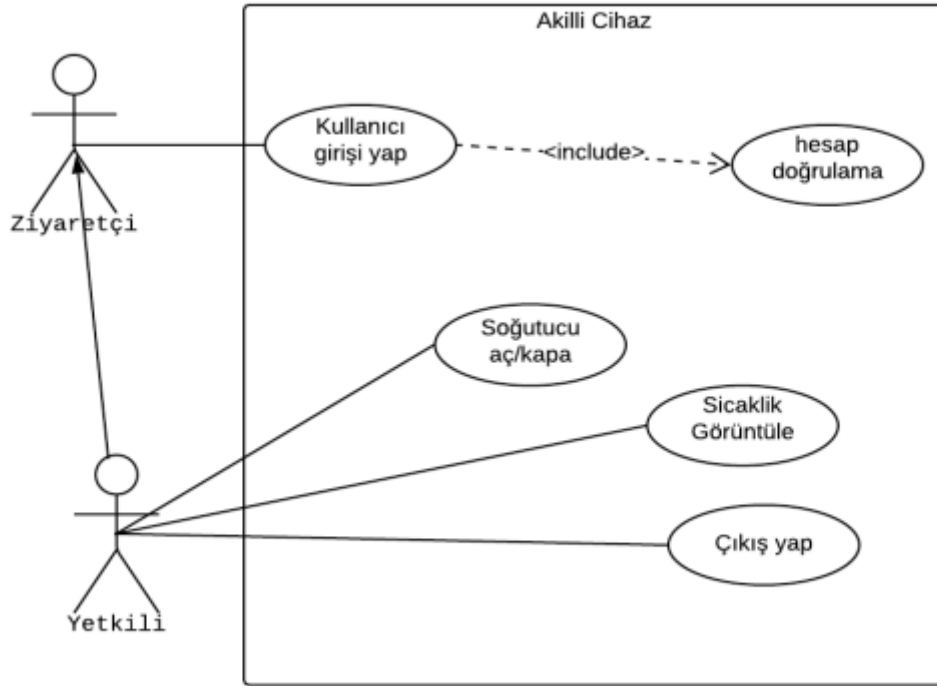 Akilli Cihaz
Kullanıcı
girişi yap
<include>
hesap
doğrulama
Ziyaretçi
Soğutucu
aç/kapa
Sicaklik
Görüntüle
Çıkış yap
Yetkili